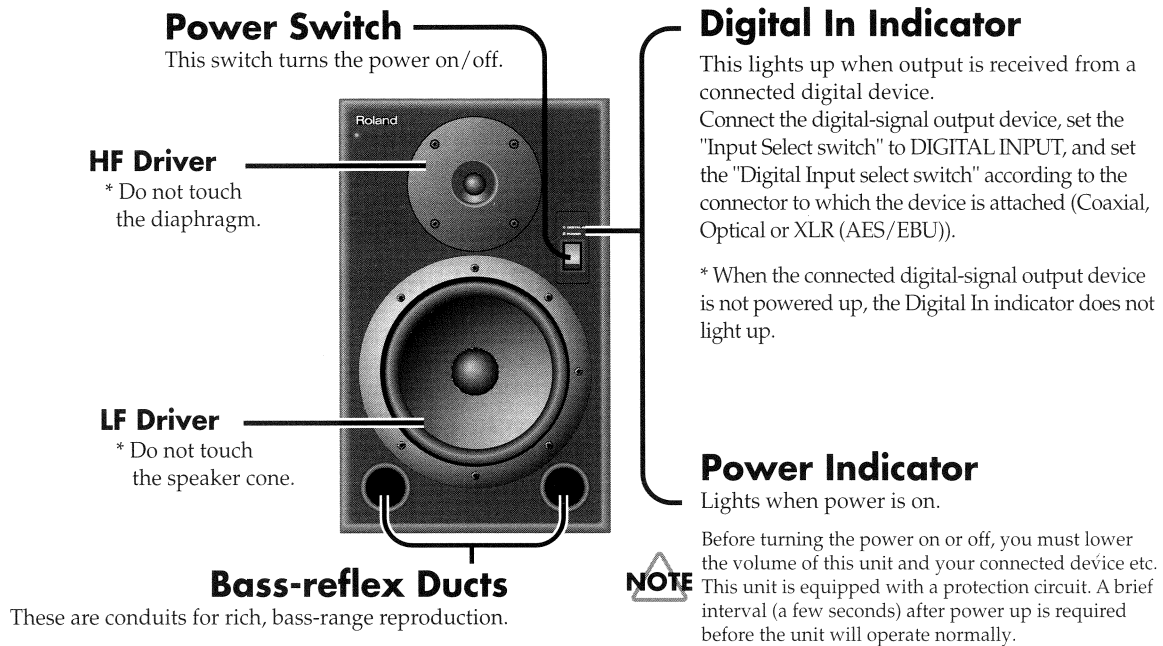 Power Switch
This switch turns the power on/off.
Roland
HF Driver
* Do not touch
the diaphragm.
LF Driver
* Do not touch
the speaker cone.
Bass-reflex Ducts
These are conduits for rich, bass-range reproduction.
Digital In Indicator
This lights up when output is received from a
connected digital device.
Connect the digital-signal output device, set the
"Input Select switch" to DIGITAL INPUT, and set
the "Digital Input select switch" according to the
connector to which the device is attached (Coaxial,
Optical or XLR (AES/EBU)).
* When the connected digital-signal output device
is not powered up, the Digital In indicator does not
light up.
Power Indicator
Lights when power is on.
NOTE
Before turning the power on or off, you must lower
the volume of this unit and your connected device etc.
This unit is equipped with a protection circuit. A brief
interval (a few seconds) after power up is required
before the unit will operate normally.